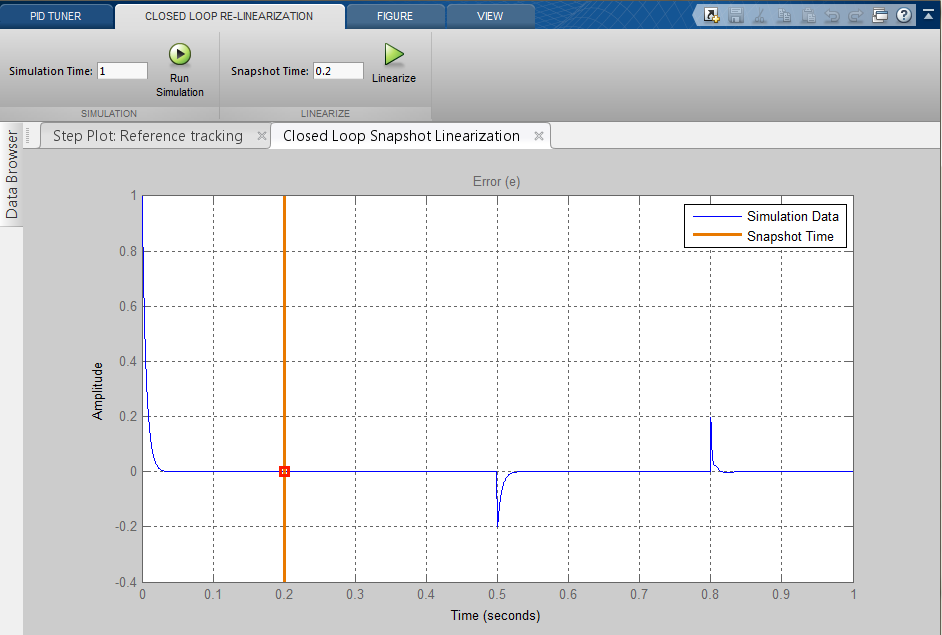 PID TUNER CLOSED LOOP RE-LINEARIZATION FIGURE VIEW
Simulation Time: 1
Run
Simulation
Snapshot Time: 0.2
Linearize
SIMULATION LINEARIZE
Data Browser
Step Plot: Reference tracking Closed Loop Snapshot Linearization
Error (e)
Simulation Data
Snapshot Time
Amplitude
1
0.8
0.6
0.4
0.2
0
-0.2
-0.4
0 0.1 0.2 0.3 0.4 0.5 0.6 0.7 0.8 0.9 1
Time (seconds)